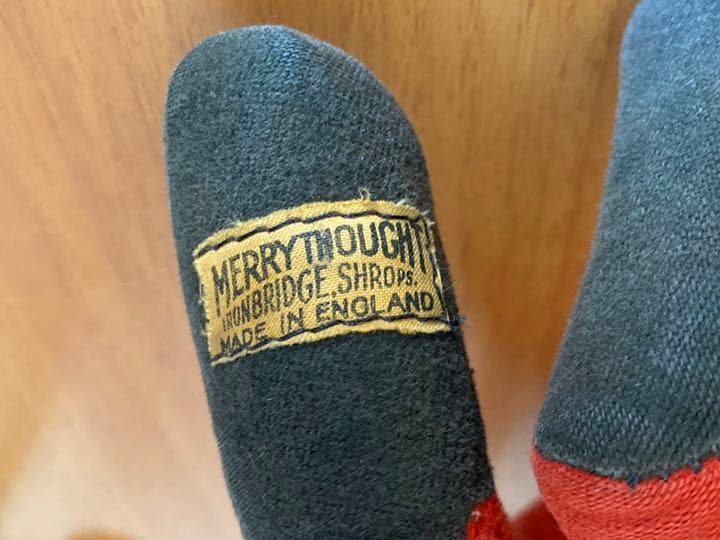 MERRYTHOUGHT
IRONBRIDGE, SHROPS.
MADE IN ENGLAND